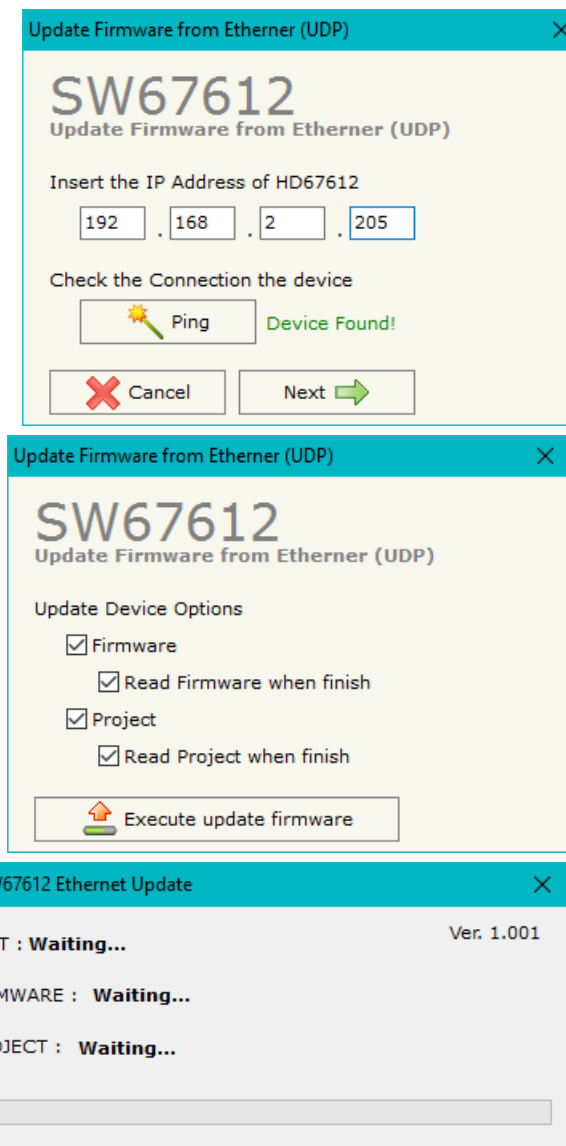 Update Firmware from Etherner (UDP)
SW67612
Update Firmware from Etherner (UDP)
Insert the IP Address of HD67612
192 . 168 . 2 . 205
Check the Connection the device
Ping Device Found!
Cancel Next
Update Firmware from Etherner (UDP)
SW67612
Update Firmware from Etherner (UDP)
Update Device Options
Firmware
Read Firmware when finish
Project
Read Project when finish
Execute update firmware
67612 Ethernet Update
T : Waiting... Ver. 1.001
MWARE : Waiting...
JECT : Waiting...